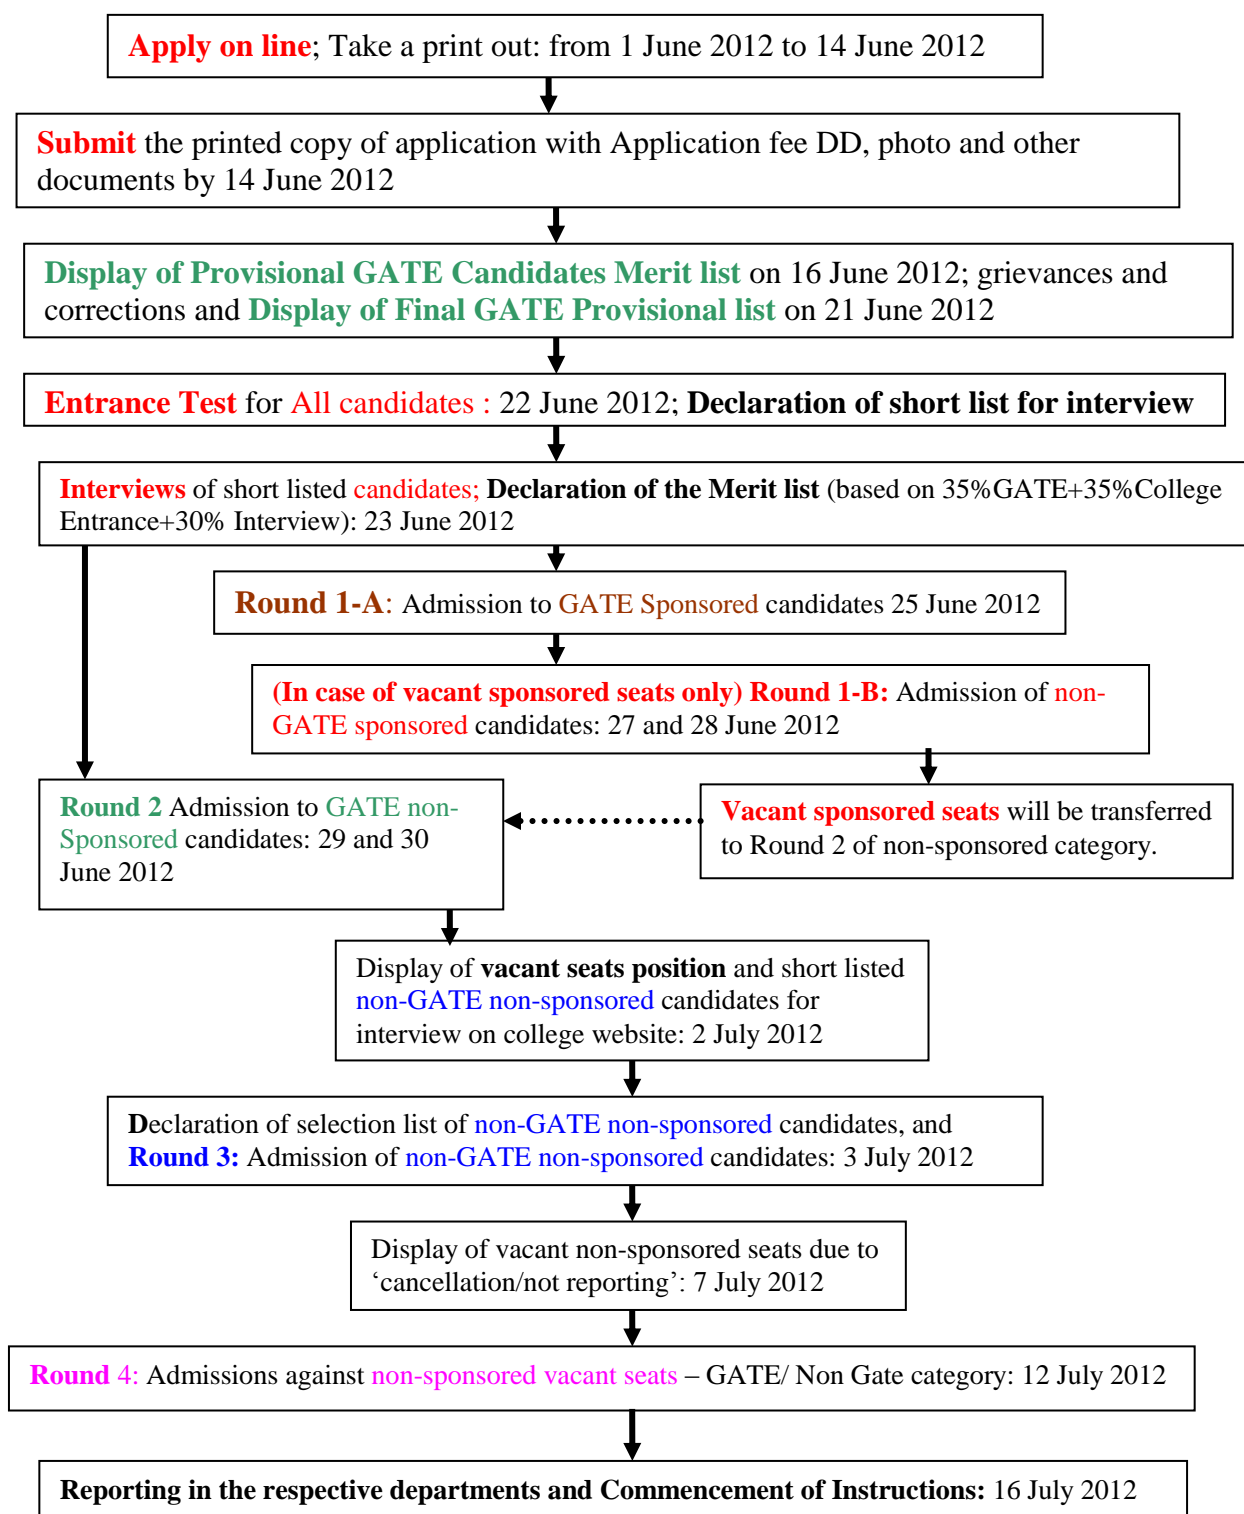 Apply on line; Take a print out: from 1 June 2012 to 14 June 2012
Submit the printed copy of application with Application fee DD, photo and other
documents by 14 June 2012
Display of Provisional GATE Candidates Merit list on 16 June 2012; grievances and
corrections and Display of Final GATE Provisional list on 21 June 2012
Entrance Test for All candidates : 22 June 2012; Declaration of short list for interview
Interviews of short listed candidates; Declaration of the Merit list (based on 35%GATE+35%College
Entrance+30% Interview): 23 June 2012
Round 1-A: Admission to GATE Sponsored candidates 25 June 2012
(In case of vacant sponsored seats only) Round 1-B: Admission of non-
GATE sponsored candidates: 27 and 28 June 2012
Round 2 Admission to GATE non-
Sponsored candidates: 29 and 30
June 2012
Vacant sponsored seats will be transferred
to Round 2 of non-sponsored category.
Display of vacant seats position and short listed
non-GATE non-sponsored candidates for
interview on college website: 2 July 2012
Declaration of selection list of non-GATE non-sponsored candidates, and
Round 3: Admission of non-GATE non-sponsored candidates: 3 July 2012
Display of vacant non-sponsored seats due to
‘cancellation/not reporting’: 7 July 2012
Round 4: Admissions against non-sponsored vacant seats – GATE/ Non Gate category: 12 July 2012
Reporting in the respective departments and Commencement of Instructions: 16 July 2012